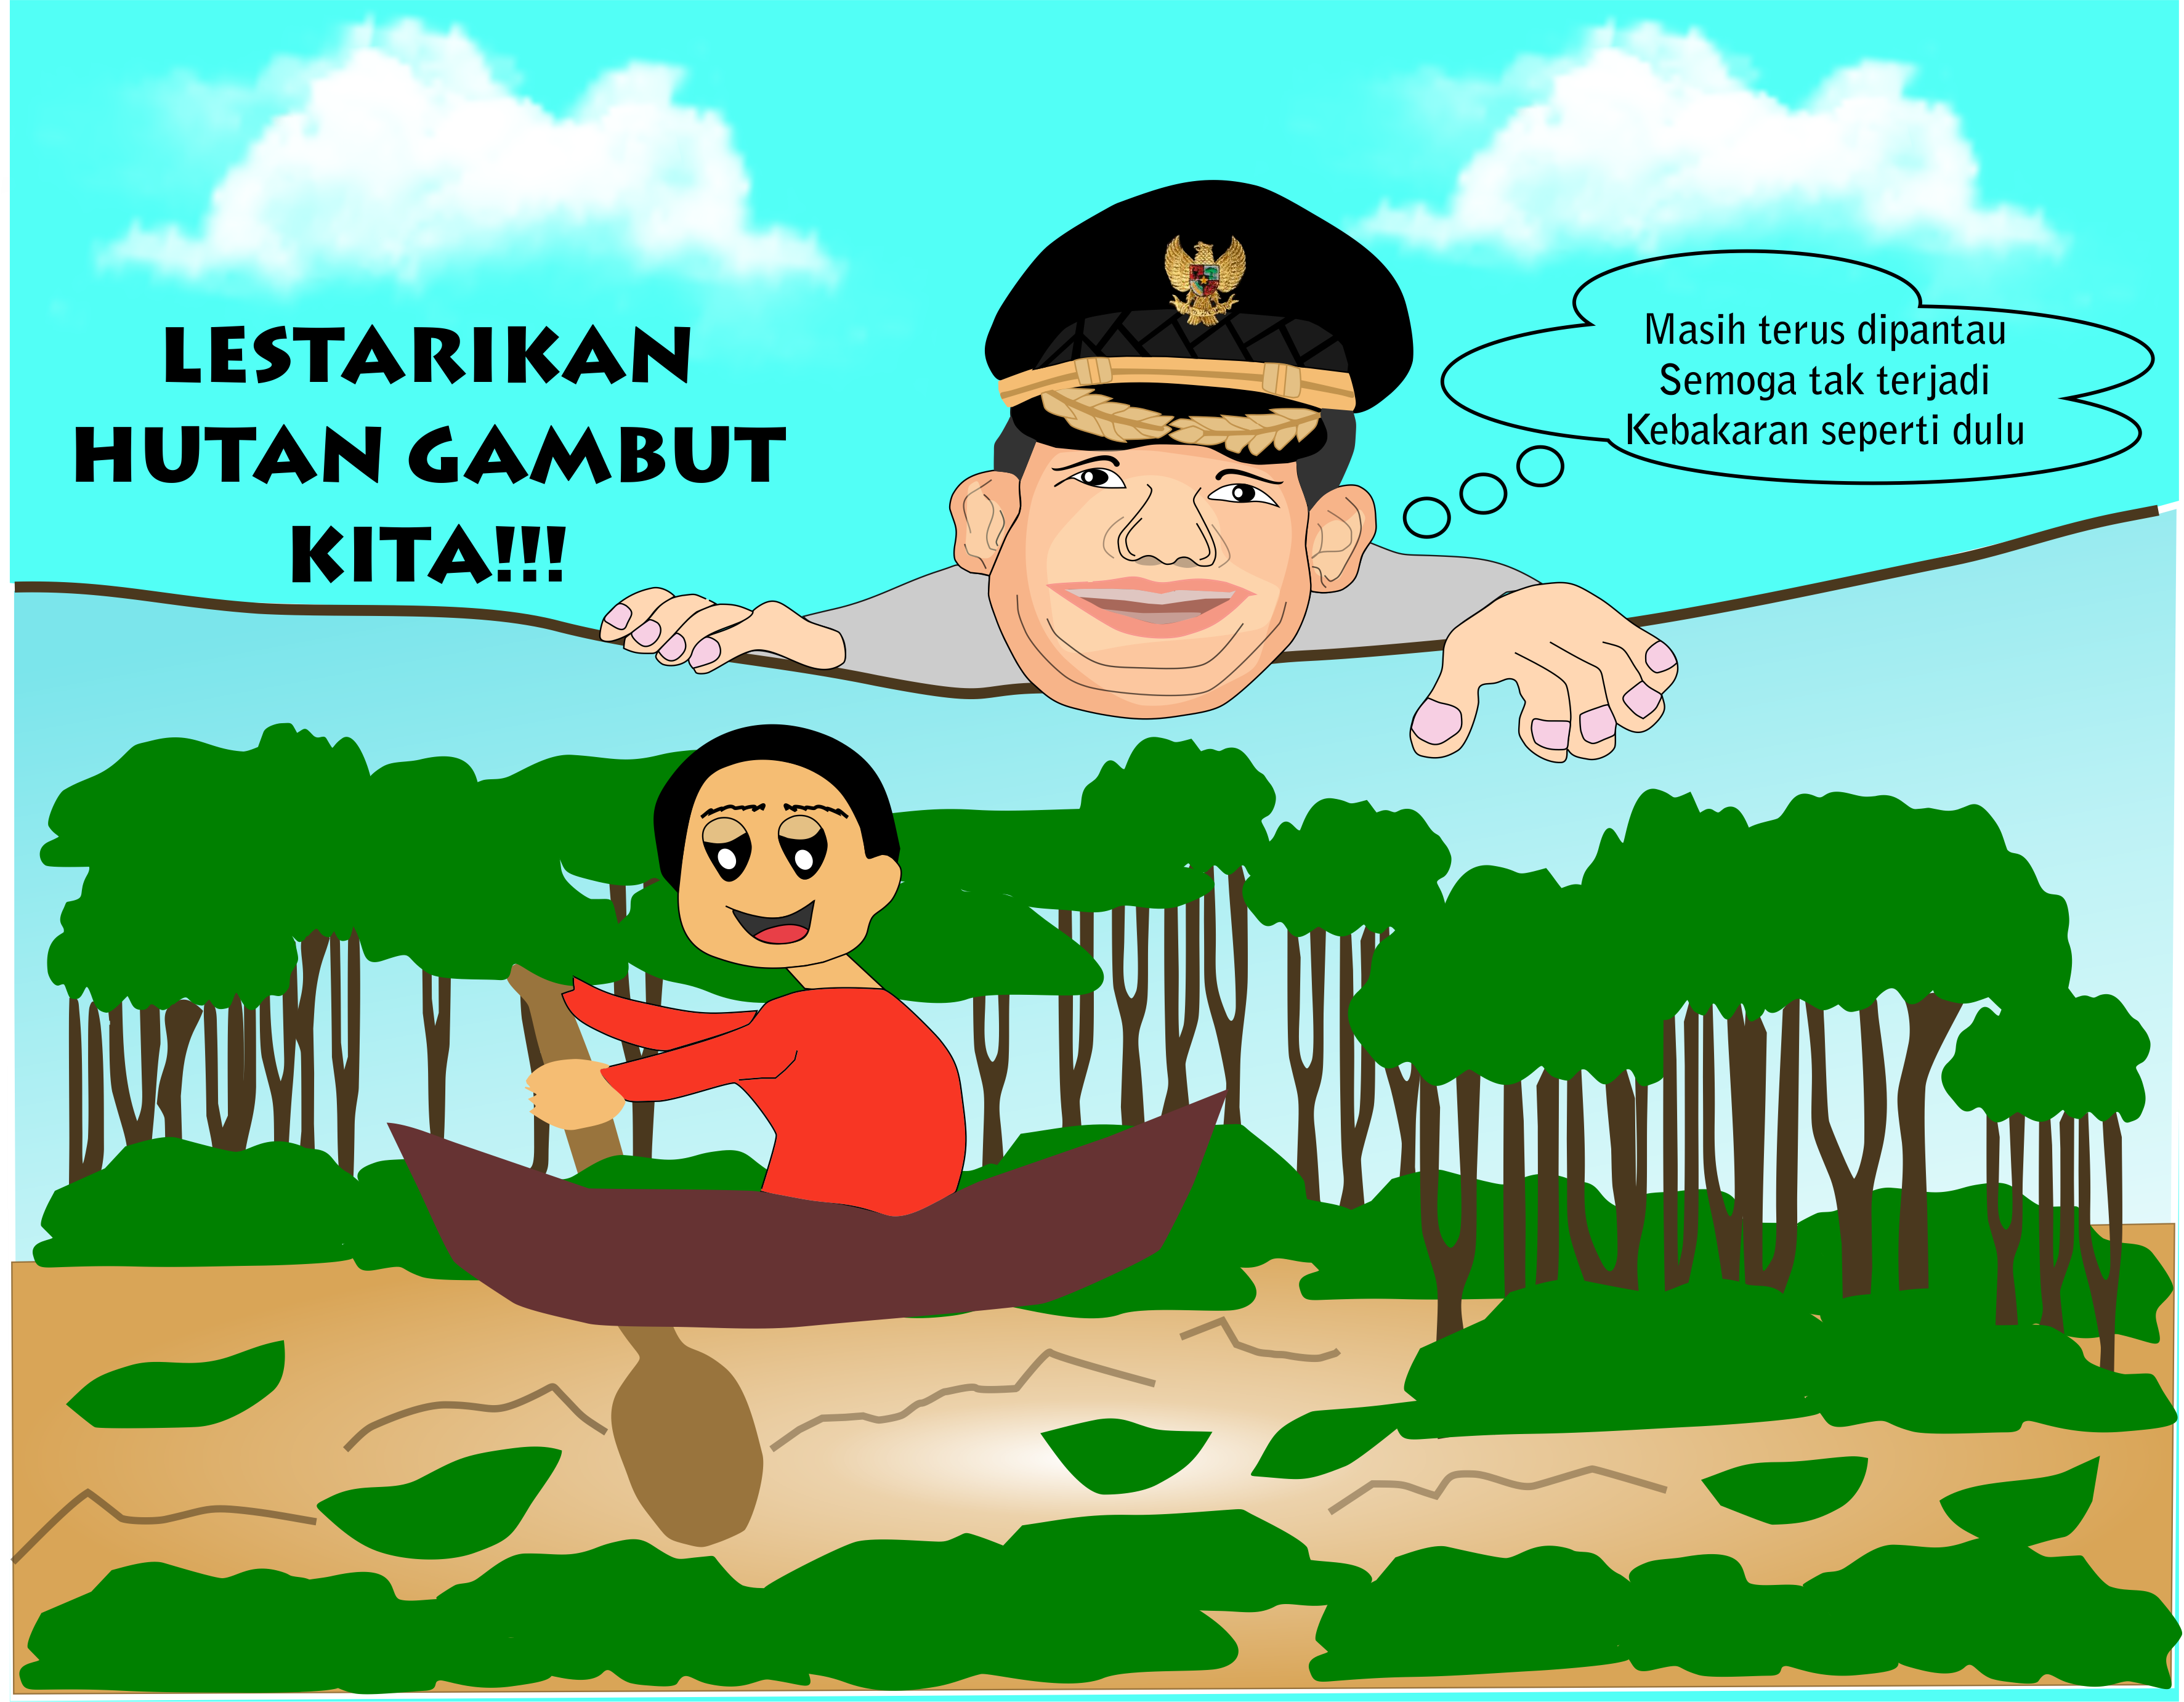 LESTARIKAN
HUTAN GAMBUT
KITA!!!
Masih terus dipantau
Semoga tak terjadi
Kebakaran seperti dulu